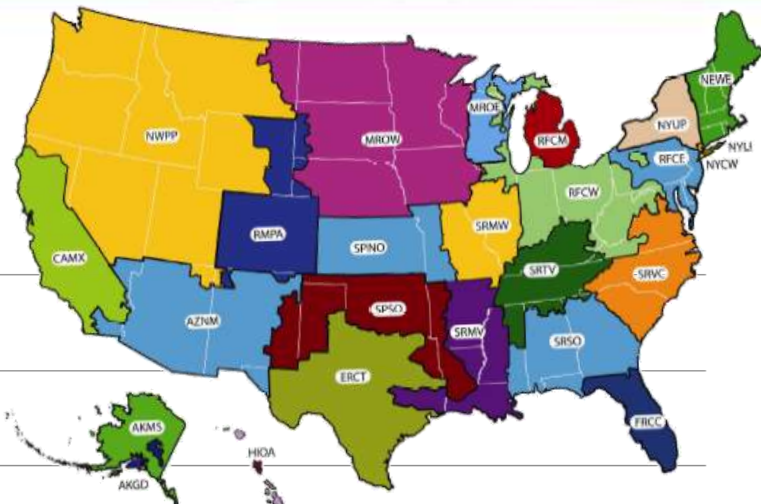 NEWE
MROE
NYUP
NWPP
MROW
RFCM
NYLI
RFCE
NYCW
RFCW
SRMW
RMPA
SPNO
CAMX
SRTV
SRVC
SPSO
AZNM
SRMV
SRSO
ERCT
FRCC
AKMS
HIOA
AKGD